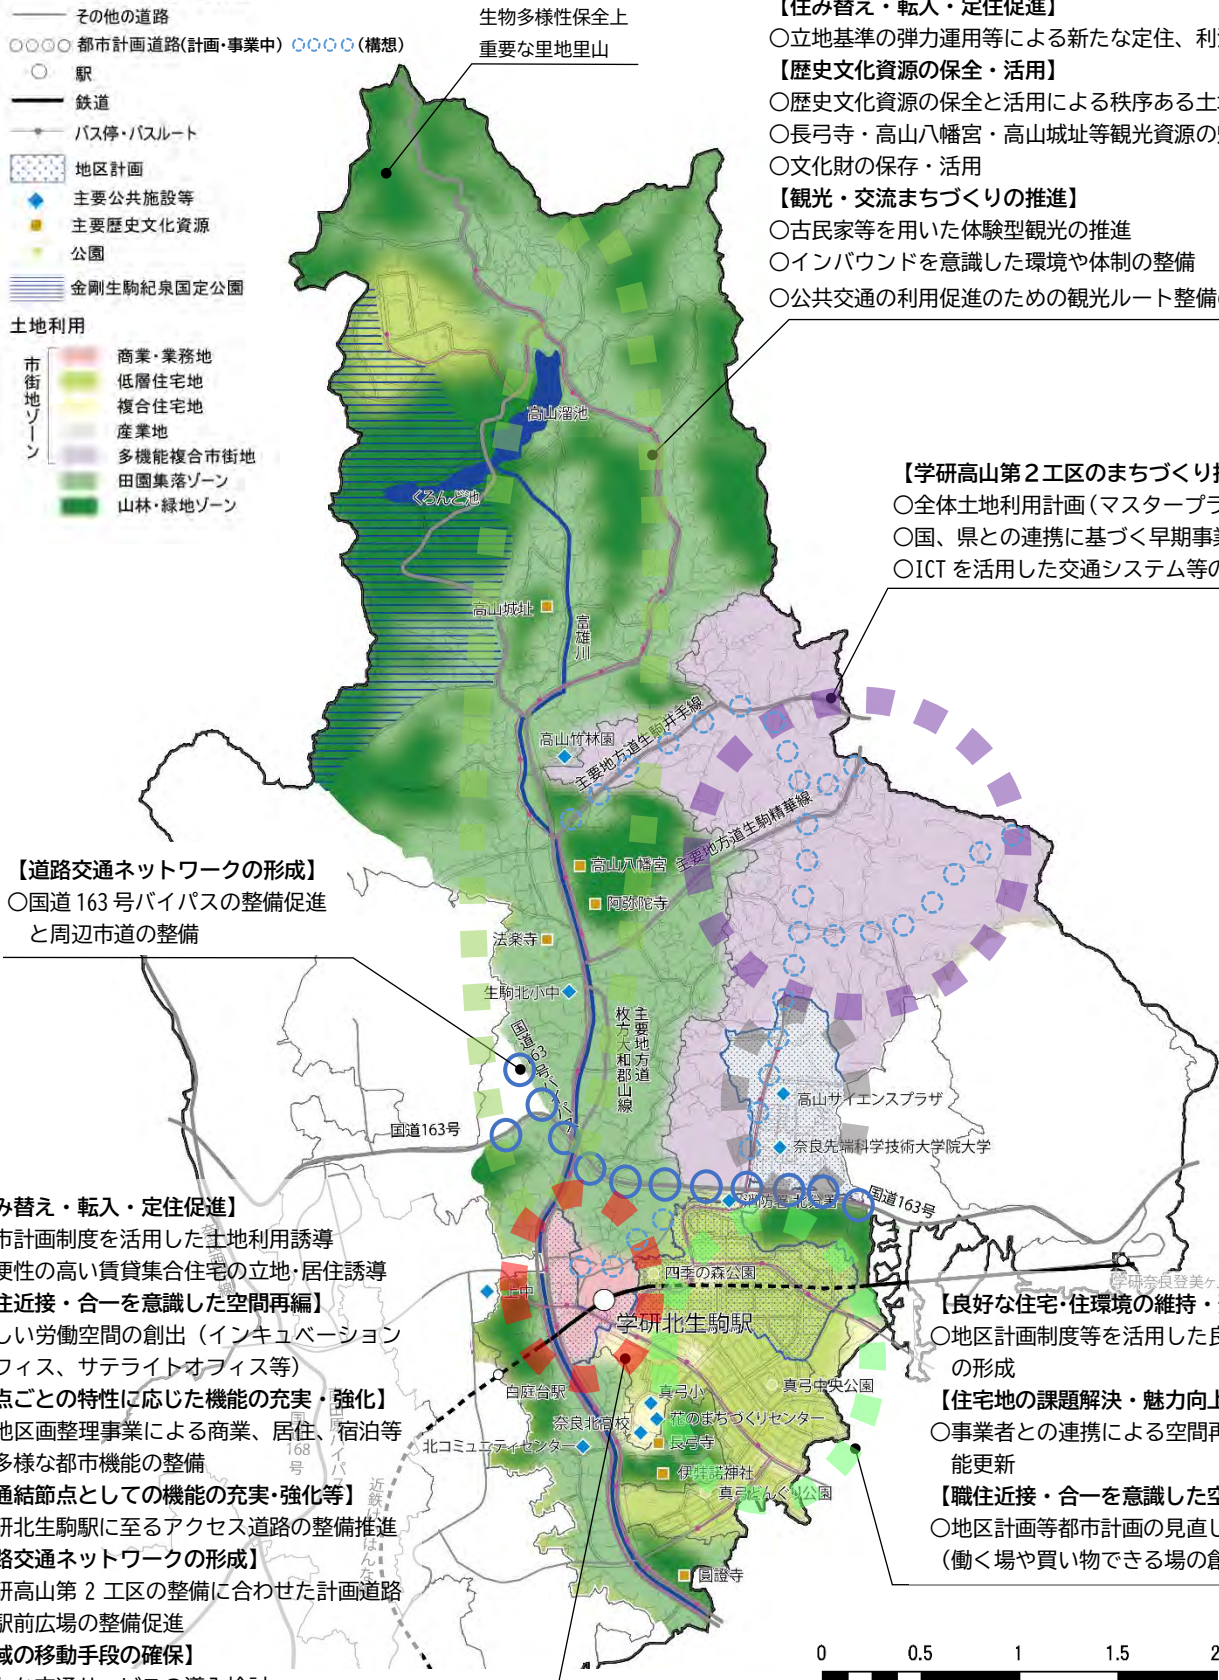 その他の道路
都市計画道路(計画・事業中)
(構想)
駅
鉄道
バス停・バスルート
地区計画
主要公共施設等
主要歴史文化資源
公園
金剛生駒紀泉国定公園
土地利用
市街地ゾーン
商業・業務地
低層住宅地
複合住宅地
産業地
多機能複合市街地
田園集落ゾーン
山林・緑地ゾーン
生物多様性保全上
重要な里地里山
【住み替え・転入・定住促進】
○立地基準の弾力運用等による新たな定住、利
【歴史文化資源の保全・活用】
○歴史文化資源の保全と活用による秩序ある土
○長弓寺・高山八幡宮・高山城址等観光資源の
○文化財の保存・活用
【観光・交流まちづくりの推進】
○古民家等を用いた体験型観光の推進
○インバウンドを意識した環境や体制の整備
○公共交通の利用促進のための観光ルート整備
【学研高山第２工区のまちづくり
○全体土地利用計画(マスタープラ
○国、県との連携に基づく早期事
○ICT を活用した交通システム等の
高山溜池
くろんど池
高山城址
富雄川
高山竹林園
主要地方道生駒井手線
主要地方道生駒精華線
高山八幡宮
阿弥陀寺
法楽寺
生駒北小中
主要地方道
枚方大和郡山線
国道163号バイパス
【道路交通ネットワークの形成】
○国道 163 号バイパスの整備促進
と周辺市道の整備
国道163号
高山サイエンスプラザ
奈良先端科学技術大学院大学
消防署北分署
国道163号
四季の森公園
学研北生駒駅
学研奈良登美ヶ
上中
白庭台駅
真弓小
真弓中央公園
奈良北高校
花のまちづくりセンター
北コミュニティセンター
長弓寺
伊弉諾神社
真弓どんぐり公園
圓證寺
国道168号
近鉄けいはんな線
み替え・転入・定住促進】
市計画制度を活用した土地利用誘導
便性の高い賃貸集合住宅の立地・居住誘導
住近接・合一を意識した空間再編】
しい労働空間の創出（インキュベーション
フィス、サテライトオフィス等）
点ごとの特性に応じた機能の充実・強化】
地区画整理事業による商業、居住、宿泊等
多様な都市機能の整備
通結節点としての機能の充実・強化等】
研北生駒駅に至るアクセス道路の整備推進
路交通ネットワークの形成】
研高山第 2 工区の整備に合わせた計画道路
駅前広場の整備促進
域の移動手段の確保】
【良好な住宅・住環境の維持・
○地区計画制度等を活用した良
の形成
【住宅地の課題解決・魅力向上
○事業者との連携による空間再
能更新
【職住近接・合一を意識した空
○地区計画等都市計画の見直し
（働く場や買い物できる場の創
0 0.5 1 1.5 2